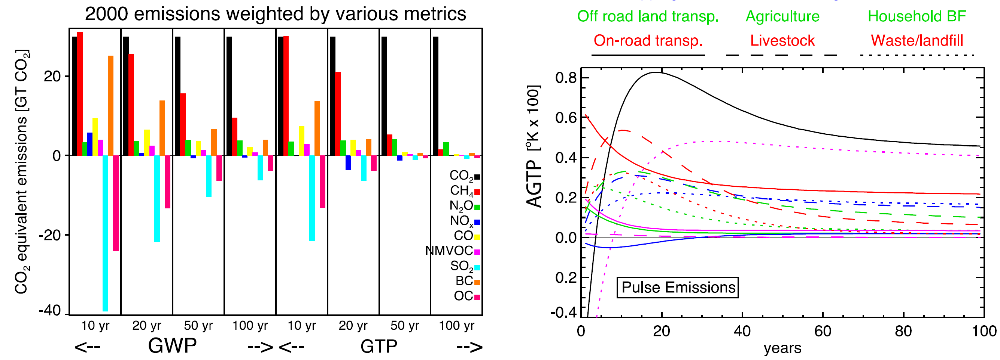 2000 emissions weighted by various metrics
CO2 equivalent emissions [GT CO2]
20
0
-20
-40
CO2
CH4
N2O
NOx
CO
NMVOC
SO2
BC
OC
10 yr 20 yr 50 yr 100 yr 10 yr 20 yr 50 yr 100 yr
<-- GWP --> <-- GTP -->
Off road land transp. Agriculture Household BF
On-road transp. Livestock Waste/landfill
AGTP [oK x 100]
0.8
0.6
0.4
0.2
0.0
0.2
-0.4
Pulse Emissions
0 20 40 60 80 100
years